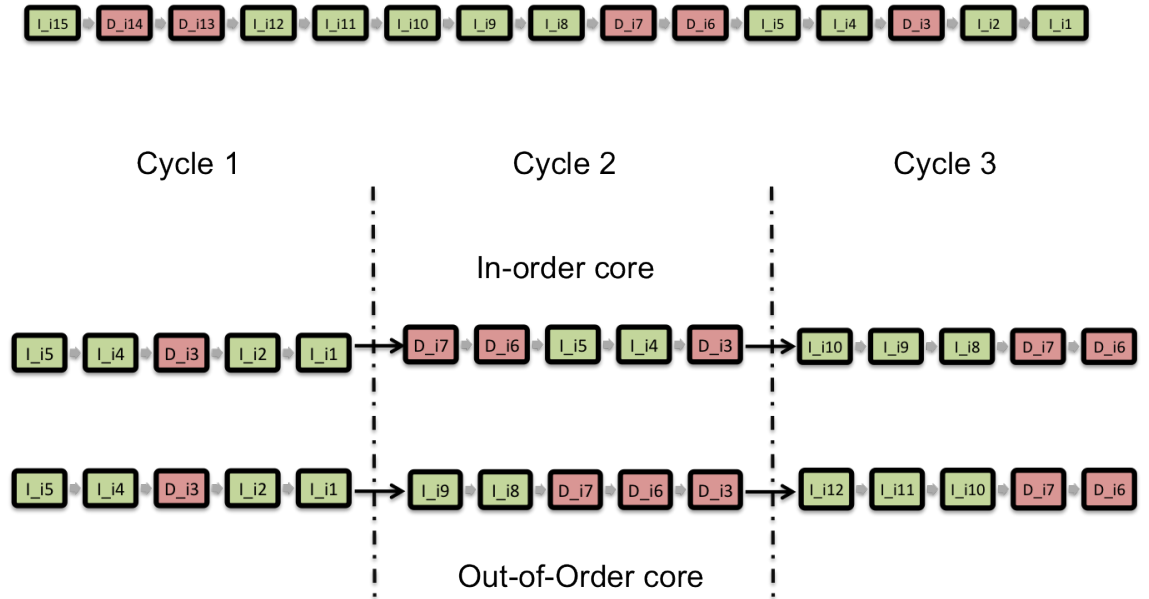 I_i15 D_i14 D_i13 I_i12 I_i11 I_i10 I_i9 I_i8 D_i7 D_i6 I_i5 I_i4 D_i3 I_i2 I_i1
Cycle 1 Cycle 2 Cycle 3
In-order core
I_i5 I_i4 D_i3 I_i2 I_i1 D_i7 D_i6 I_i5 I_i4 D_i3 I_i10 I_i9 I_i8 D_i7 D_i6
I_i5 I_i4 D_i3 I_i2 I_i1 I_i9 I_i8 D_i7 D_i6 D_i3 I_i12 I_i11 I_i10 D_i7 D_i6
Out-of-Order core